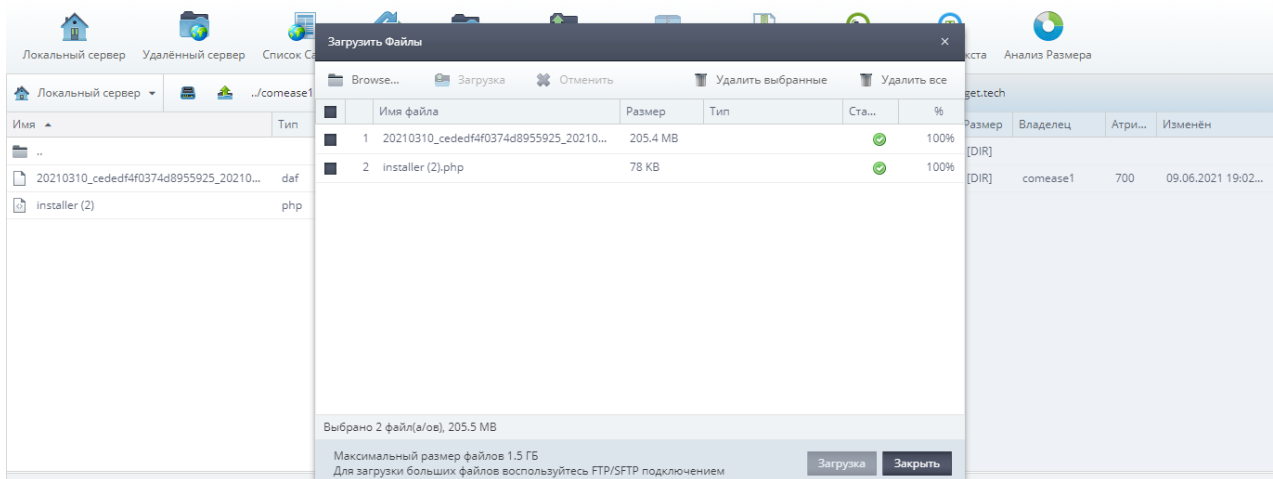 Локальный сервер Удалённый сервер Список Са кста Анализ Размера
Загрузить Файлы
Browse... Загрузка Отменить Удалить выбранные Удалить все
Локальный сервер ../comease1 get.tech
Имя файла Размер Тип Ста... %
Имя Тип Размер Владелец Атри... Изменён
1 20210310_cededf4f0374d8955925_20210... 205.4 MB 100%
.. [DIR]
2 installer (2).php 78 KB 100%
20210310_cededf4f0374d8955925_20210... daf [DIR] comease1 700 09.06.2021 19:02...
installer (2) php
Выбрано 2 файл(а/ов), 205.5 MB
Максимальный размер файлов 1.5 ГБ
Для загрузки больших файлов воспользуйтесь FTP/SFTP подключением
Загрузка Закрыть